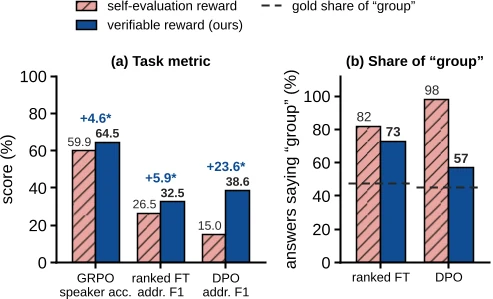 self-evaluation reward
gold share of “group”
verifiable reward (ours)
(a) Task metric
score (%)
100
80
60
40
20
0
+4.6*
59.9 64.5
+5.9*
26.5 32.5
+23.6*
15.0 38.6
GRPO
speaker acc.
ranked FT
addr. F1
DPO
addr. F1
(b) Share of “group”
answers saying “group” (%)
100
80
60
40
20
0
82
73
98
57
ranked FT
DPO